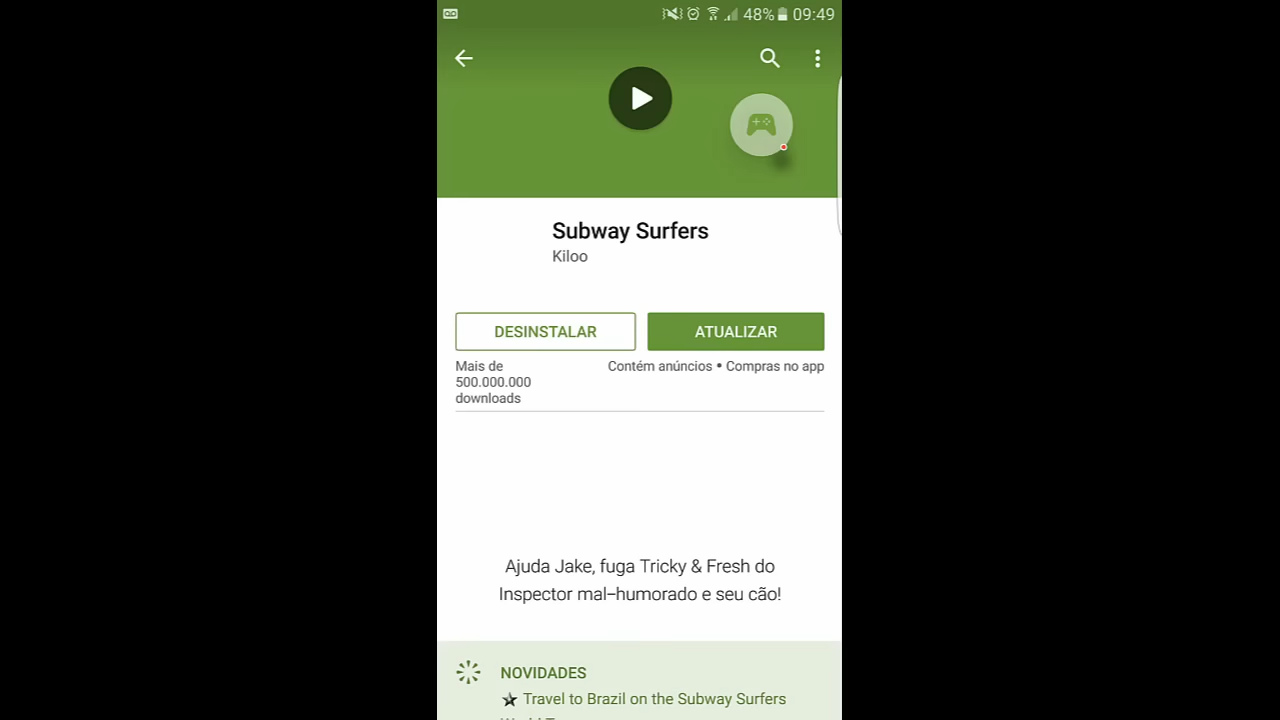 48% 09:49
Subway Surfers
Kiloo
DESINSTALAR
ATUALIZAR
Mais de
500.000.000
downloads
Contém anúncios • Compras no app
Ajuda Jake, fuga Tricky & Fresh do
Inspector mal-humorado e seu cão!
NOVIDADES
★ Travel to Brazil on the Subway Surfers